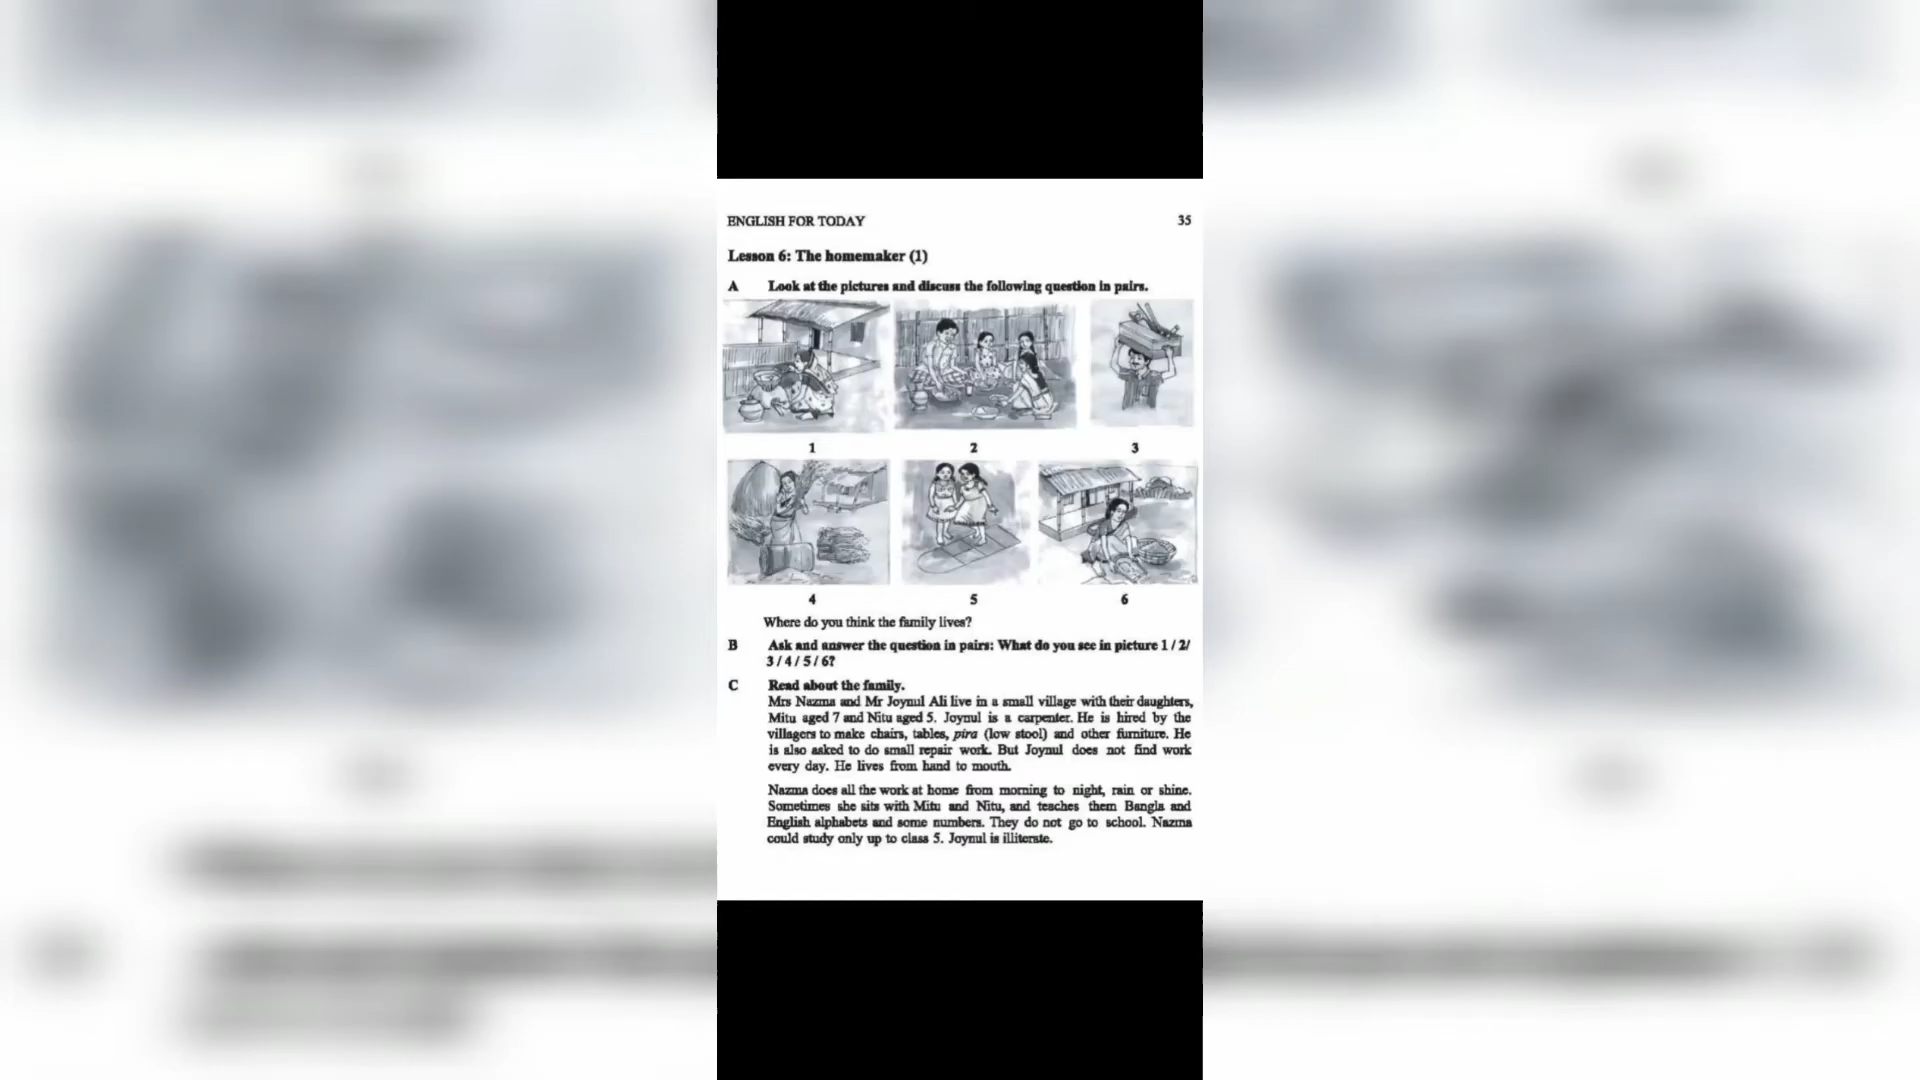 ENGLISH FOR TODAY 35
Lesson 6: The homemaker (1)
A Look at the pictures and discuss the following question in pairs.
1 2 3
4 5 6
Where do you think the family lives?
B Ask and answer the question in pairs: What do you see in picture 1 / 2/
3 / 4 / 5 / 6?
C Read about the family.
Mrs Nazma and Mr Joynul Ali live in a small village with their daughters,
Mitu aged 7 and Nitu aged 5. Joynul is a carpenter. He is hired by the
villagers to make chairs, tables, pira (low stool) and other furniture. He
is also asked to do small repair work. But Joynul does not find work
every day. He lives from hand to mouth.
Nazma does all the work at home from morning to night, rain or shine.
Sometimes she sits with Mitu and Nitu, and teaches them Bangla and
English alphabets and some numbers. They do not go to school. Nazma
could study only up to class 5. Joynul is illiterate.